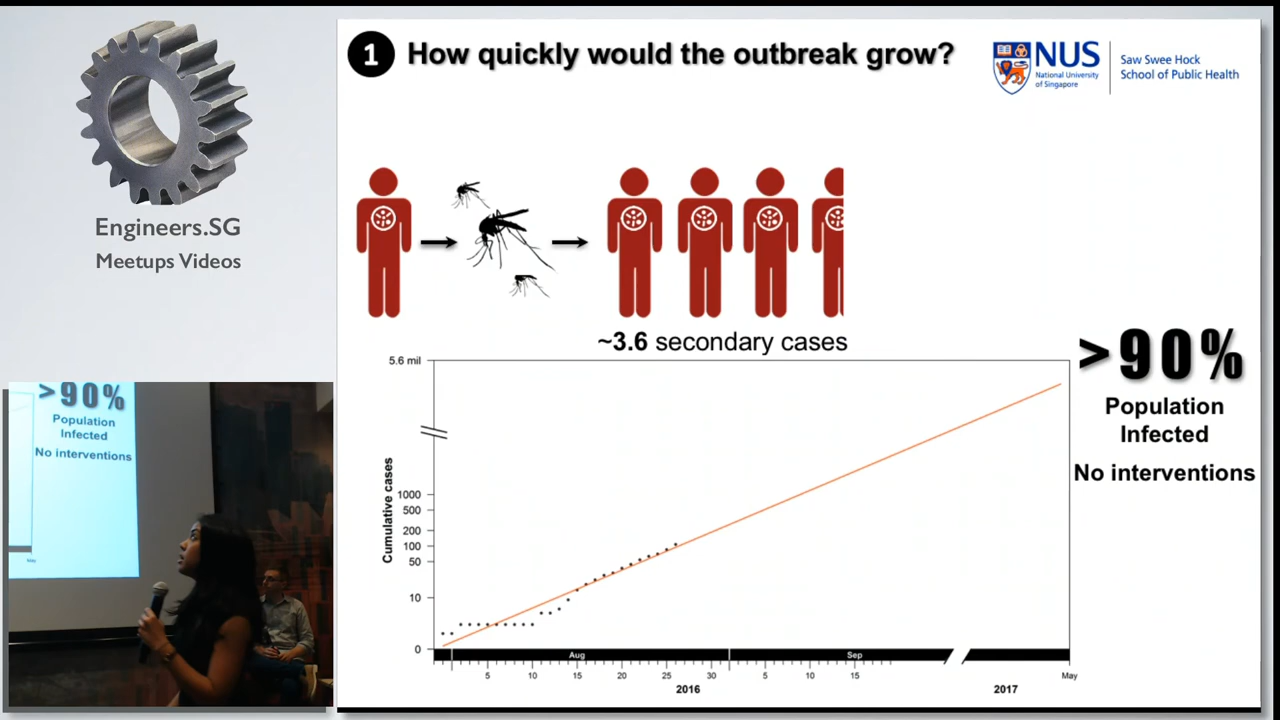 Engineers.SG
Meetups Videos
1 How quickly would the outbreak grow?
NUS
National University
of Singapore
Saw Swee Hock
School of Public Health
~3.6 secondary cases
>90%
Population
Infected
No interventions
5.6 mil
Cumulative cases
1000
500
200
100
50
10
0
Aug
Sep
5
10
15
20
25
30
5
10
15
May
2016
2017
>90%
Population
Infected
No interventions
May